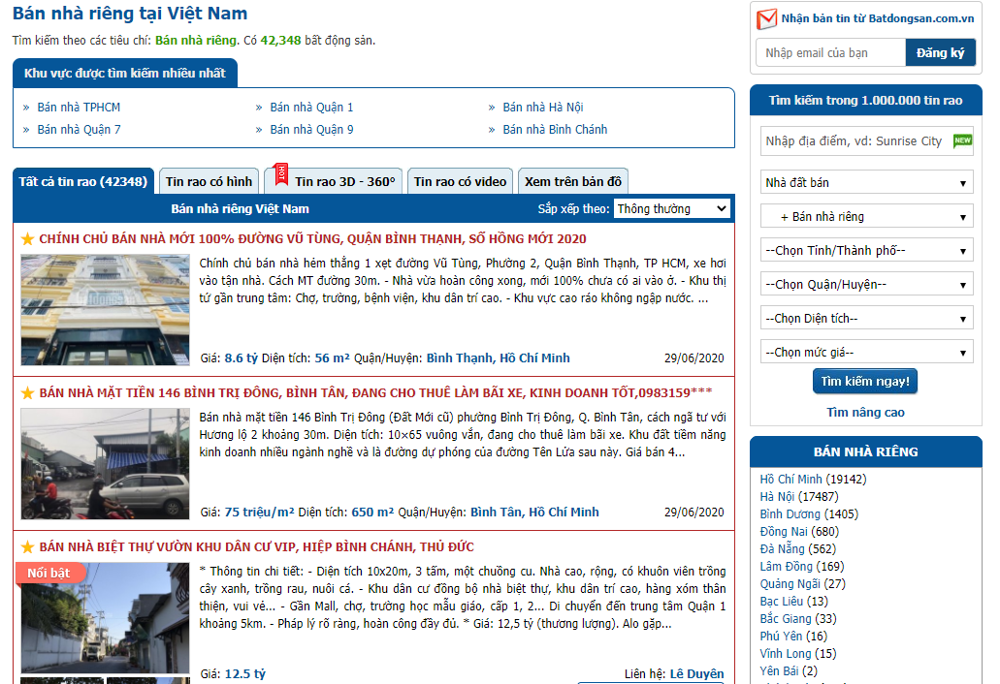 Bán nhà riêng tại Việt Nam
Tìm kiếm theo các tiêu chí: Bán nhà riêng. Có 42,348 bất động sản.
Khu vực được tìm kiếm nhiều nhất
» Bán nhà TPHCM » Bán nhà Quận 1 » Bán nhà Hà Nội
» Bán nhà Quận 7 » Bán nhà Quận 9 » Bán nhà Bình Chánh
Tất cả tin rao (42348) Tin rao có hình HOT Tin rao 3D - 360° Tin rao có video Xem trên bản đồ
Bán nhà riêng Việt Nam Sắp xếp theo: Thông thường
CHÍNH CHỦ BÁN NHÀ MỚI 100% ĐƯỜNG VŨ TÙNG, QUẬN BÌNH THẠNH, SỔ HỒNG MỚI 2020
Chính chủ bán nhà hẻm thẳng 1 xẹt đường Vũ Tùng, Phường 2, Quận Bình Thạnh, TP HCM, xe hơi
vào tận nhà. Cách MT đường 30m. - Nhà vừa hoàn công xong, mới 100% chưa có ai vào ở. - Khu thị
tứ gần trung tâm: Chợ, trường, bệnh viện, khu dân trí cao. - Khu vực cao ráo không ngập nước. ...
Giá: 8.6 tỷ Diện tích: 56 m² Quận/Huyện: Bình Thạnh, Hồ Chí Minh 29/06/2020
BÁN NHÀ MẶT TIỀN 146 BÌNH TRỊ ĐÔNG, BÌNH TÂN, ĐANG CHO THUÊ LÀM BÃI XE, KINH DOANH TỐT,0983159***
Bán nhà mặt tiền 146 Bình Trị Đông (Đất Mới cũ) phường Bình Trị Đông, Q. Bình Tân, cách ngã tư với
Hương lộ 2 khoảng 30m. Diện tích: 10×65 vuông vắn, đang cho thuê làm bãi xe. Khu đất tiềm năng
kinh doanh nhiều ngành nghề và là đường dự phóng của đường Tên Lửa sau này. Giá bán 4...
Giá: 75 triệu/m² Diện tích: 650 m² Quận/Huyện: Bình Tân, Hồ Chí Minh 29/06/2020
BÁN NHÀ BIỆT THỰ VƯỜN KHU DÂN CƯ VIP, HIỆP BÌNH CHÁNH, THỦ ĐỨC
Nổi bật
* Thông tin chi tiết: - Diện tích 10x20m, 3 tấm, một chuồng cu. Nhà cao, rộng, có khuôn viên trồng
cây xanh, trồng rau, nuôi cá. - Khu dân cư đồng bộ nhà biệt thự, khu dân trí cao, hàng xóm thân
thiện, vui vẻ... - Gần Mall, chợ, trường học mẫu giáo, cấp 1, 2... Di chuyển đến trung tâm Quận 1
khoảng 5km. - Pháp lý rõ ràng, hoàn công đầy đủ. * Giá: 12,5 tỷ (thương lượng). Alo gặp...
Giá: 12.5 tỷ Liên hệ: Lê Duyên
Nhận bản tin từ Batdongsan.com.vn
Nhập email của bạn Đăng ký
Tìm kiếm trong 1.000.000 tin rao
Nhập địa điểm, vd: Sunrise City NEW
Nhà đất bán
+ Bán nhà riêng
--Chọn Tỉnh/Thành phố--
--Chọn Quận/Huyện--
--Chọn Diện tích--
--Chọn mức giá--
Tìm kiếm ngay!
Tìm nâng cao
BÁN NHÀ RIÊNG
Hồ Chí Minh (19142)
Hà Nội (17487)
Bình Dương (1405)
Đồng Nai (680)
Đà Nẵng (562)
Lâm Đồng (169)
Quảng Ngãi (27)
Bạc Liêu (13)
Bắc Giang (33)
Phú Yên (16)
Vĩnh Long (15)
Yên Bái (2)